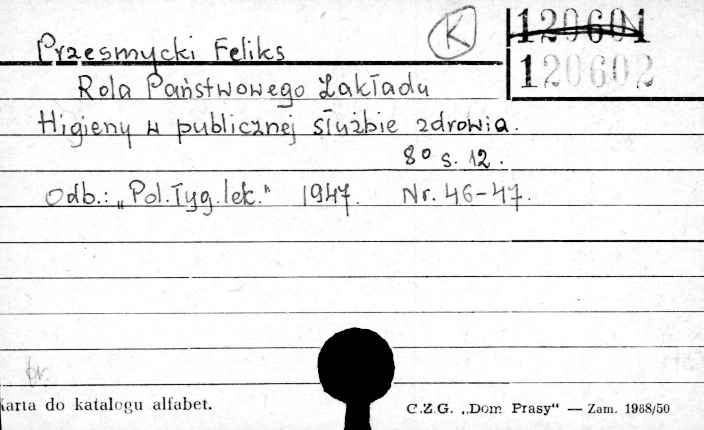 Przesmycki Feliks
K
120601
120602
Rola Państwowego Zakładu
Higieny w publicznej służbie zdrowia.
8° s. 12.
Odb.: „Pol.Tyg.lek." 1947. Nr. 46-47.
br.
Karta do katalogu alfabet.
C.Z.G. „Dom Prasy" — Zam. 1968/50